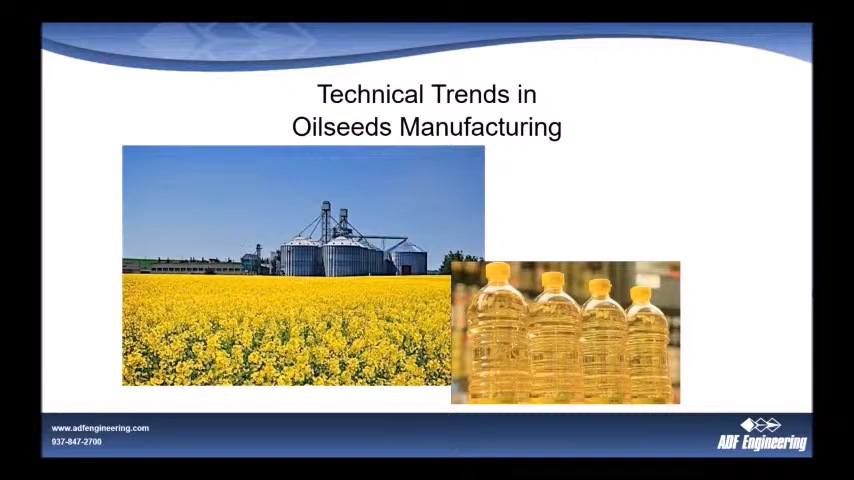 Technical Trends in
Oilseeds Manufacturing
www.adfengineering.com
937-847-2700
ADF Engineering